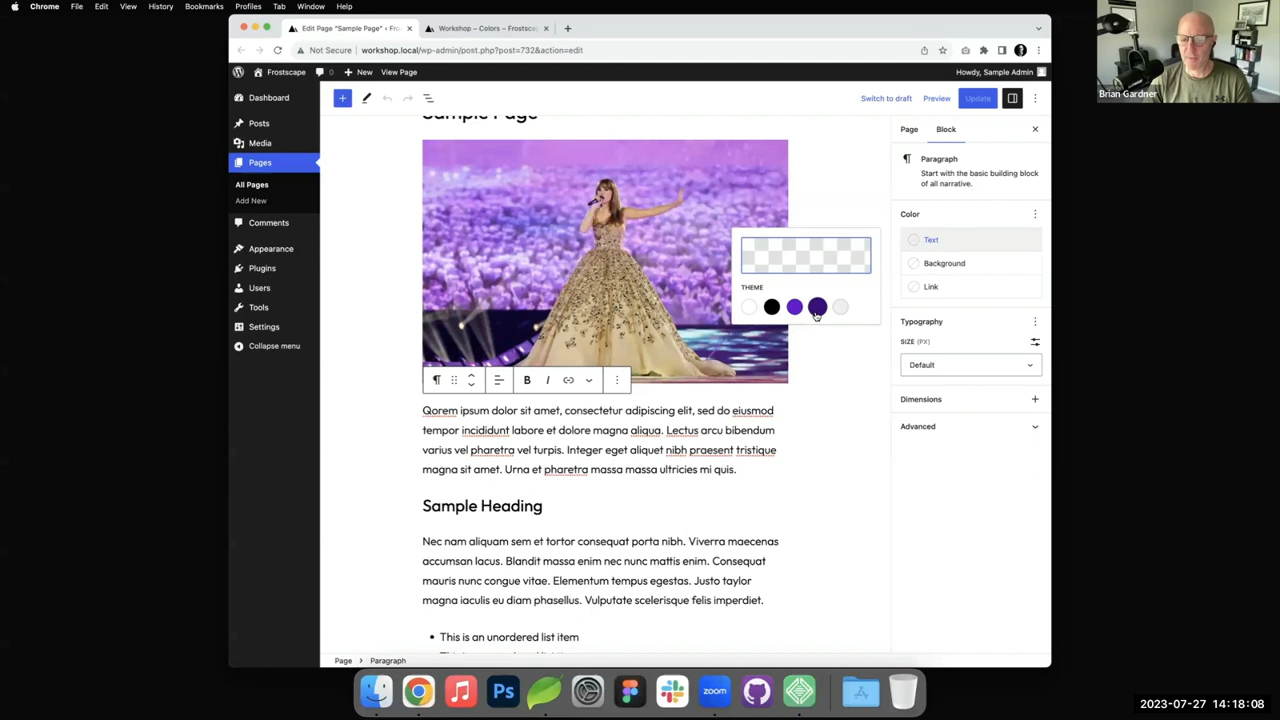 Chrome File Edit View History Bookmarks Profiles Tab Window Help
Edit Page "Sample Page" ‹ Fro
Workshop – Colors – Frostscap
Not Secure workshop.local/wp-admin/post.php?post=732&action=edit
Frostscape 0 New View Page
Howdy, Sample Admin
Brian Gardner
Dashboard
Posts
Media
Pages
All Pages
Add New
Comments
Appearance
Plugins
Users
Tools
Settings
Collapse menu
Switch to draft Preview Update
Sample Page
THEME
B I
Qorem ipsum dolor sit amet, consectetur adipiscing elit, sed do eiusmod
tempor incididunt labore et dolore magna aliqua. Lectus arcu bibendum
varius vel pharetra vel turpis. Integer eget aliquet nibh praesent tristique
magna sit amet. Urna et pharetra massa massa ultricies mi quis.
Sample Heading
Nec nam aliquam sem et tortor consequat porta nibh. Viverra maecenas
accumsan lacus. Blandit massa enim nec nunc mattis enim. Consequat
mauris nunc congue vitae. Elementum tempus egestas. Justo taylor
magna iaculis eu diam phasellus. Vulputate scelerisque felis imperdiet.
• This is an unordered list item
Page Block
Paragraph
Start with the basic building block
of all narrative.
Color
Text
Background
Link
Typography
SIZE (PX)
Default
Dimensions
Advanced
Page › Paragraph
Ps
zoom
2023-07-27 14:18:08